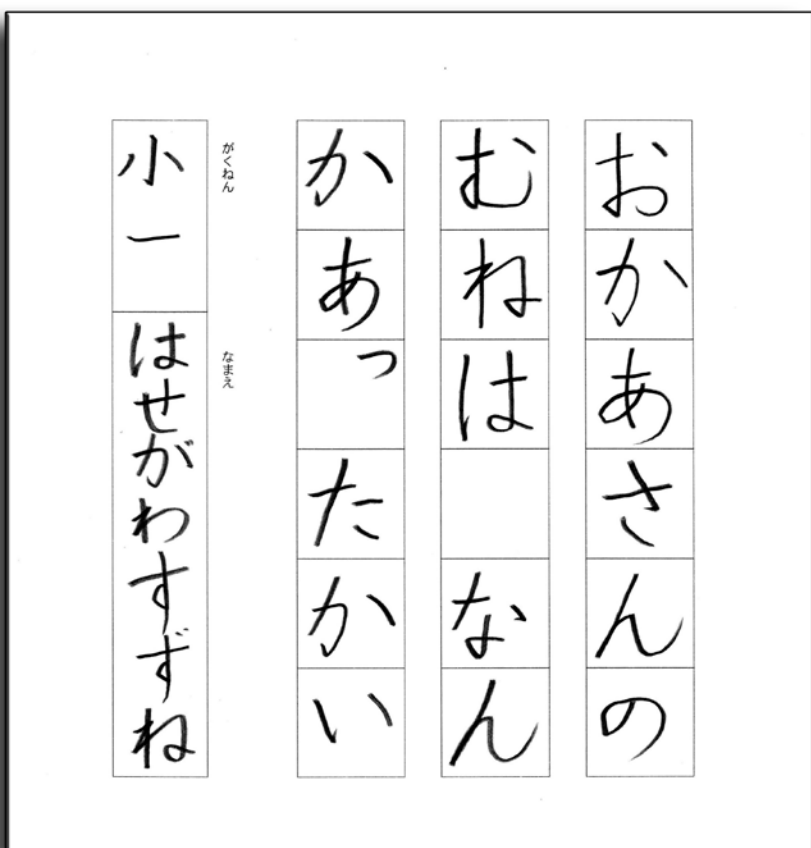 おかあさんの
むねは なん
かあったかい
がくねん
小一
なまえ
はせがわすずね